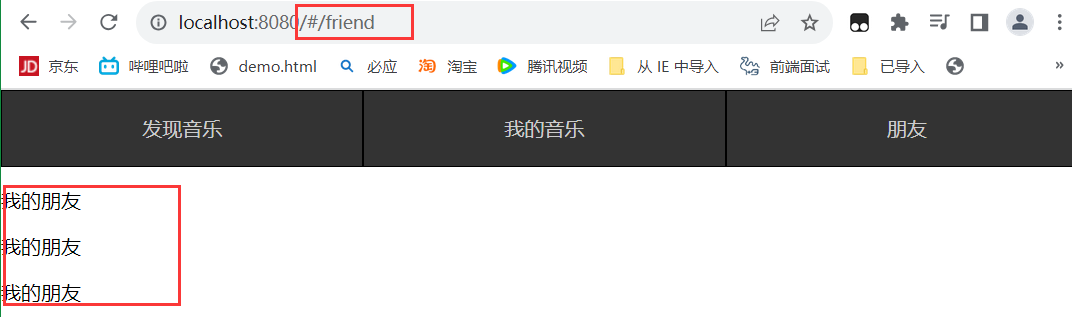 localhost:8080/#/friend
JD 京东 哔哩吧啦 demo.html 必应 淘 淘宝 腾讯视频 从 IE 中导入 前端面试 已导入 »
发现音乐 我的音乐 朋友
我的朋友
我的朋友
我的朋友